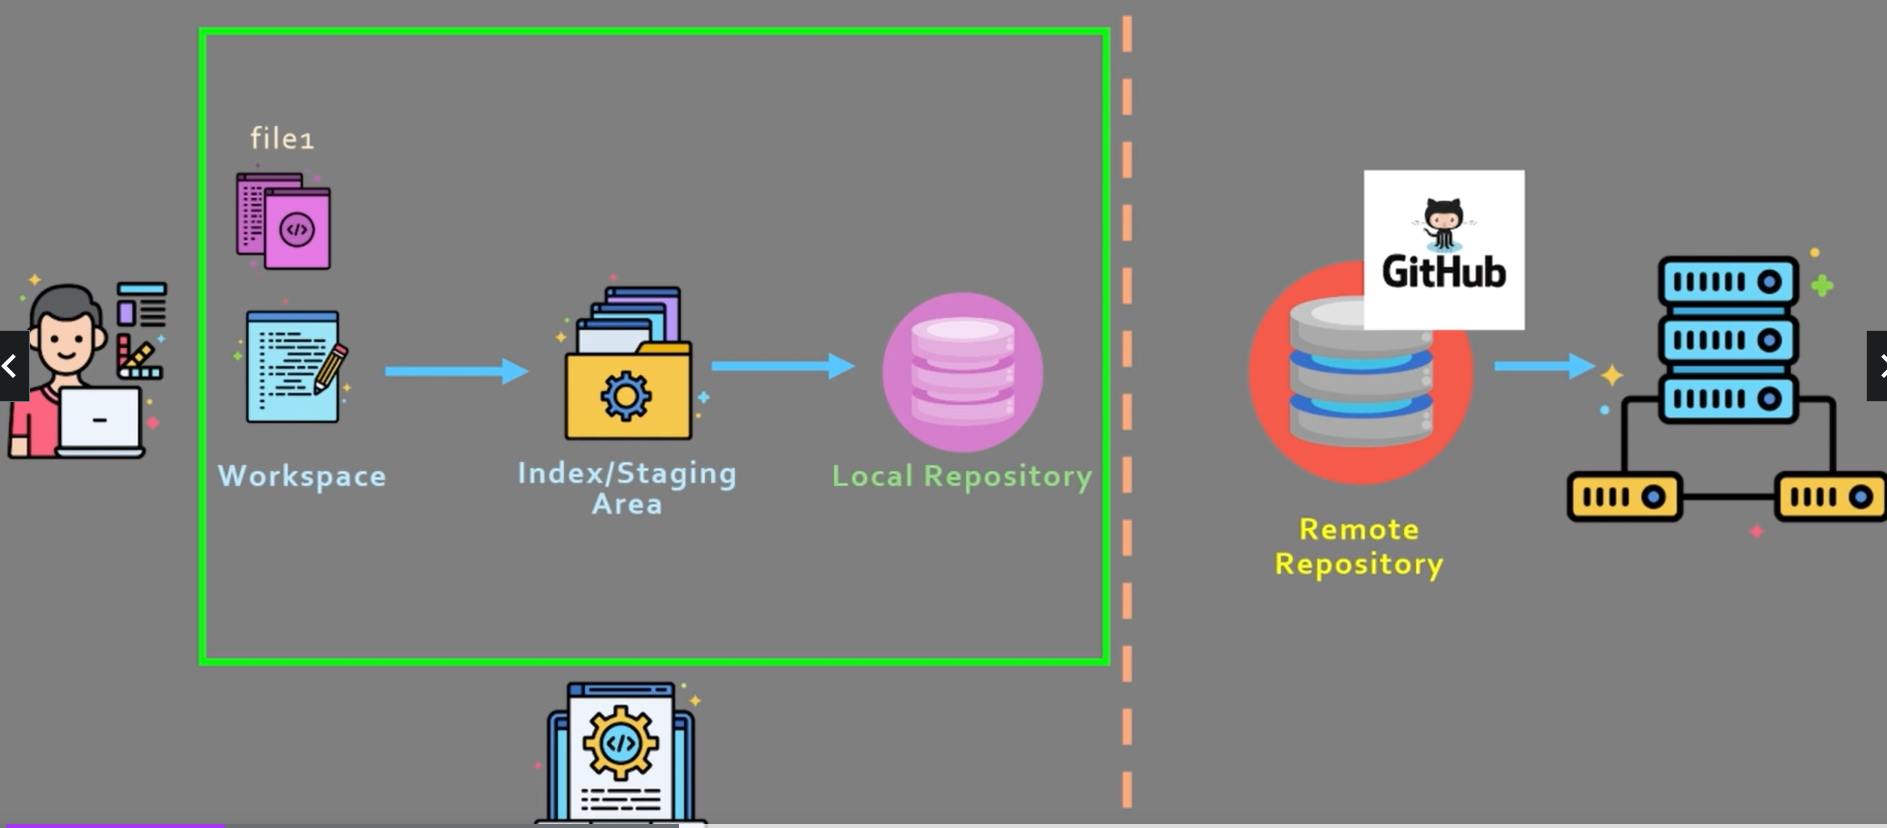 file1
Workspace
Index/Staging
Area
Local Repository
GitHub
Remote
Repository